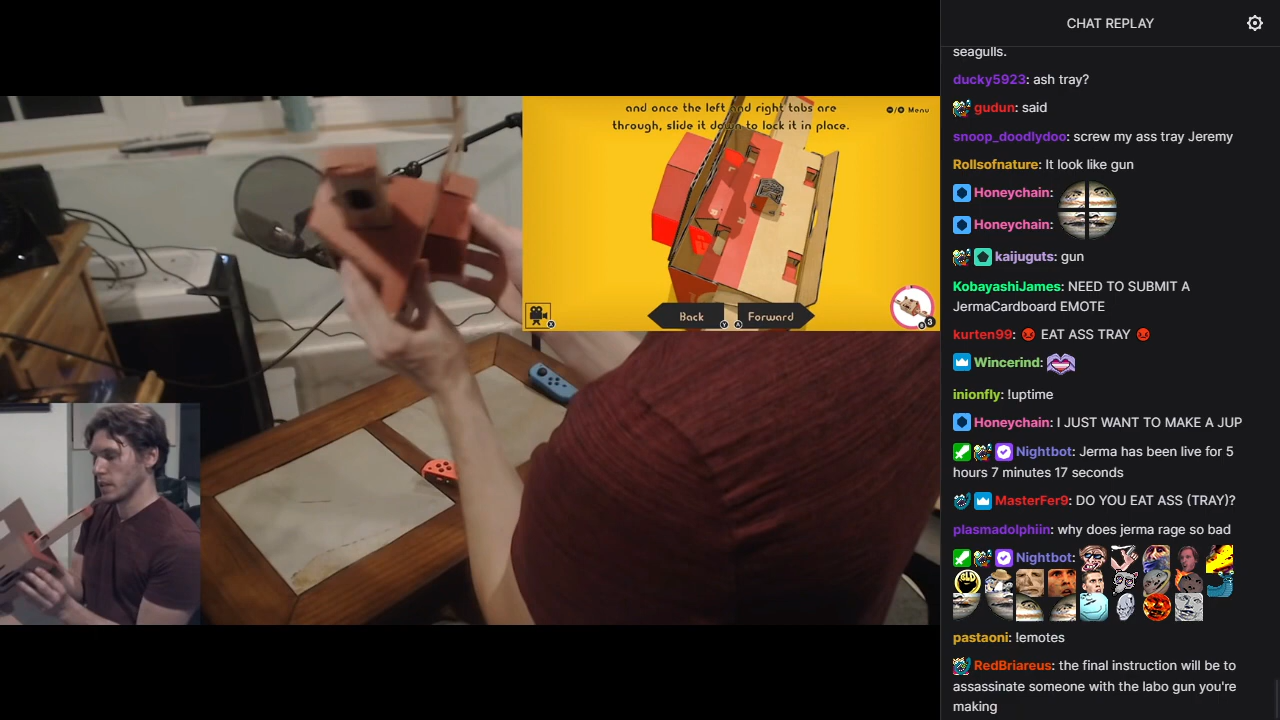 and once the left and right tabs are
through, slide it down to lock it in place.
Menu
Back
Forward
X
Y
A
3
CHAT REPLAY
seagulls.
ducky5923: ash tray?
gudun: said
snoop_doodlydoo: screw my ass tray Jeremy
Rollsofnature: It look like gun
Honeychain:
Honeychain:
kaijuguts: gun
KobayashiJames: NEED TO SUBMIT A
JermaCardboard EMOTE
kurten99: 😡 EAT ASS TRAY 😡
Wincerind:
inionfly: !uptime
Honeychain: I JUST WANT TO MAKE A JUP
Nightbot: Jerma has been live for 5
hours 7 minutes 17 seconds
MasterFer9: DO YOU EAT ASS (TRAY)?
plasmadolphiin: why does jerma rage so bad
Nightbot:
pastaoni: !emotes
RedBriareus: the final instruction will be to
assassinate someone with the labo gun you're
making